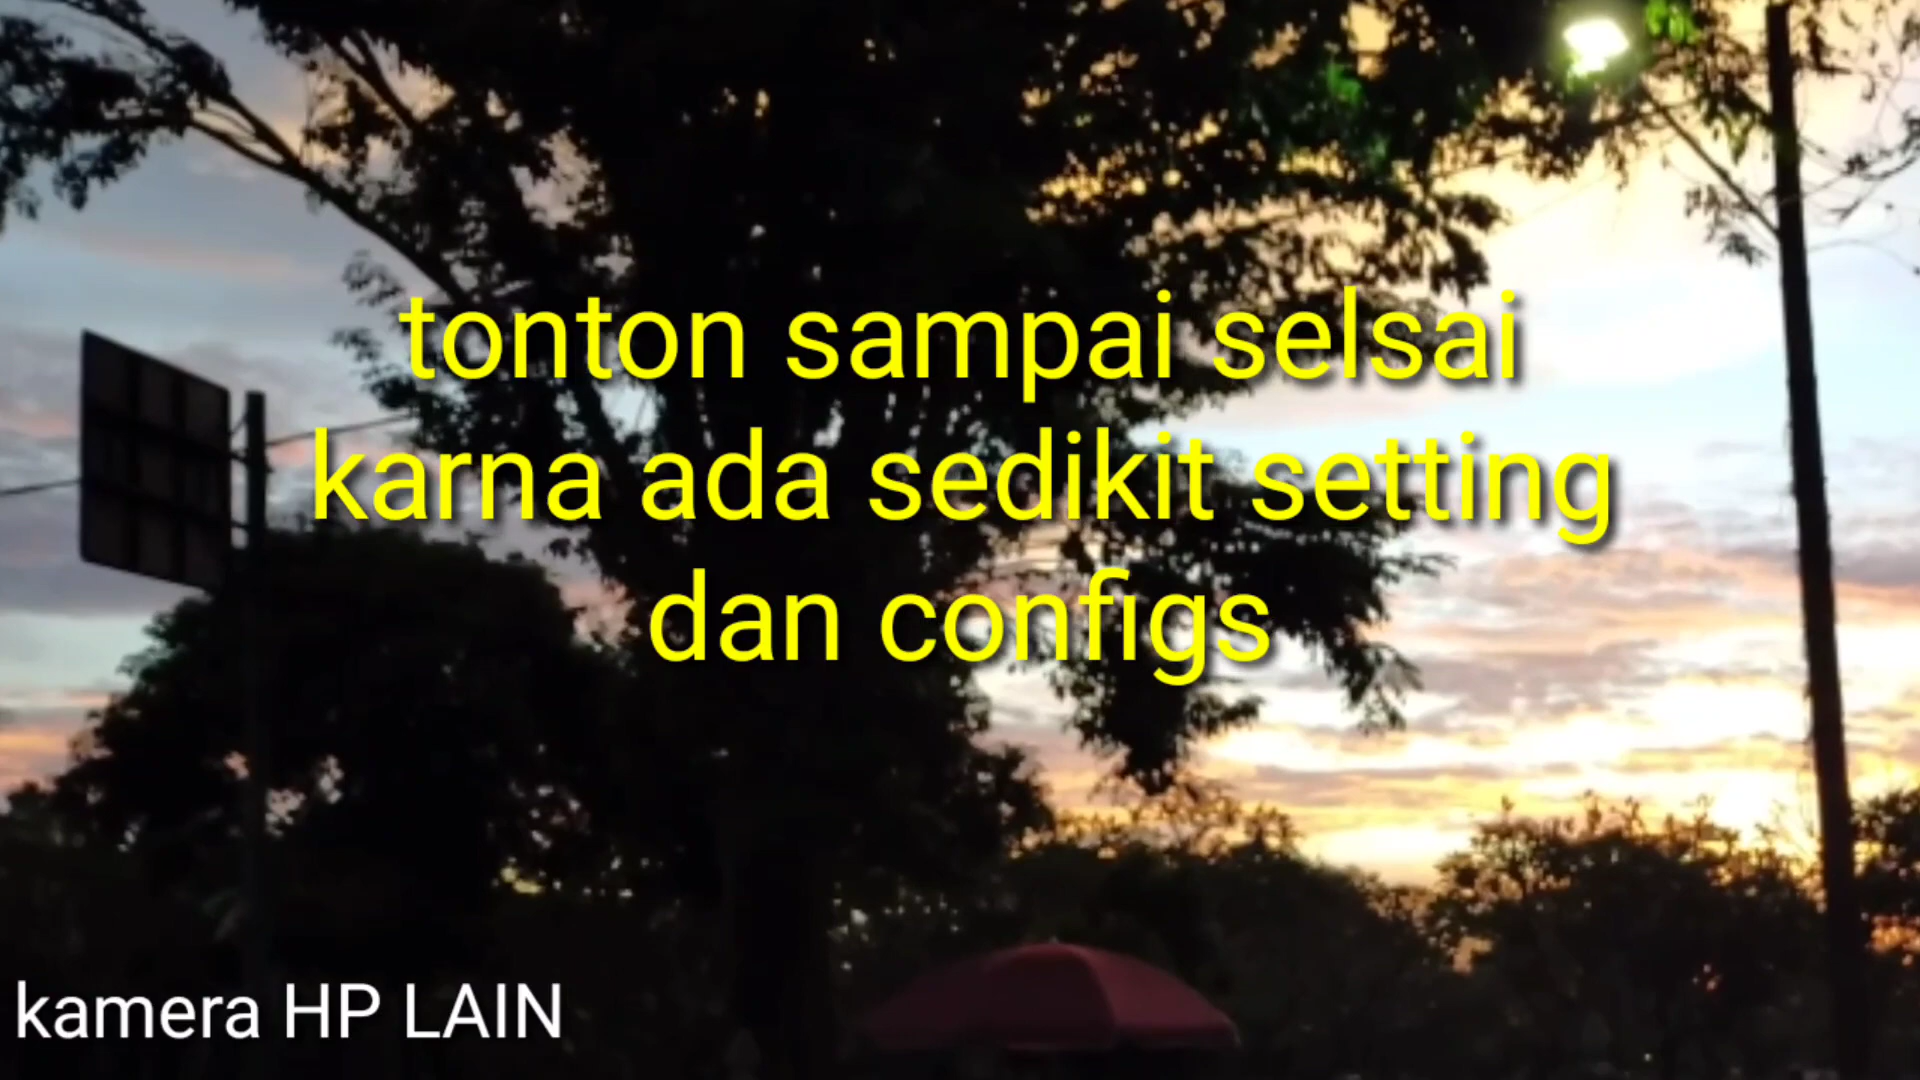 tonton sampai selsai
karna ada sedikit setting
dan configs
kamera HP LAIN